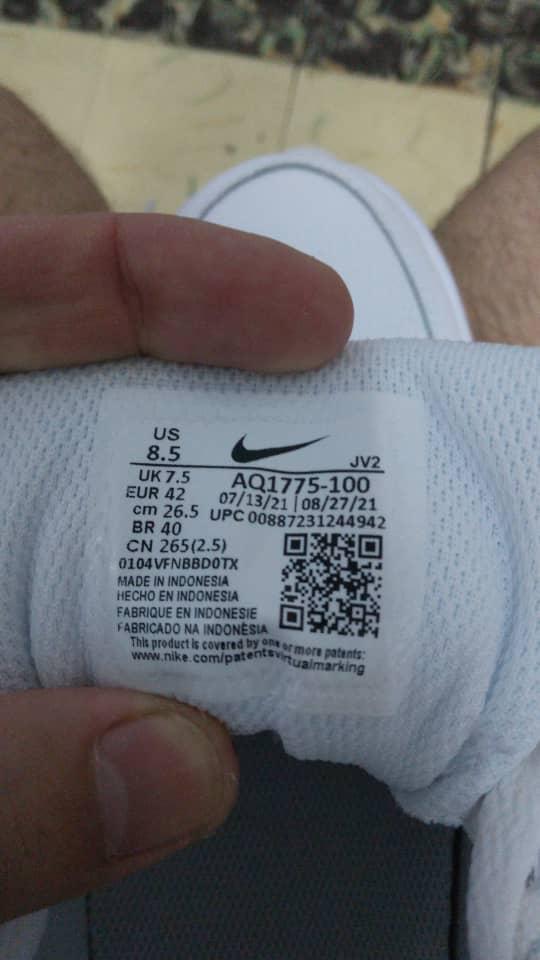 US
8.5
JV2
UK 7.5
AQ1775-100
EUR 42
07/13/21 | 08/27/21
cm 26.5
UPC 00887231244942
BR 40
CN 265(2.5)
0104VFNBBD0TX
MADE IN INDONESIA
HECHO EN INDONESIA
FABRIQUE EN INDONESIE
FABRICADO NA INDONÉSIA
This product is covered by one or more patents:
www.nike.com/patentsvirtualmarking